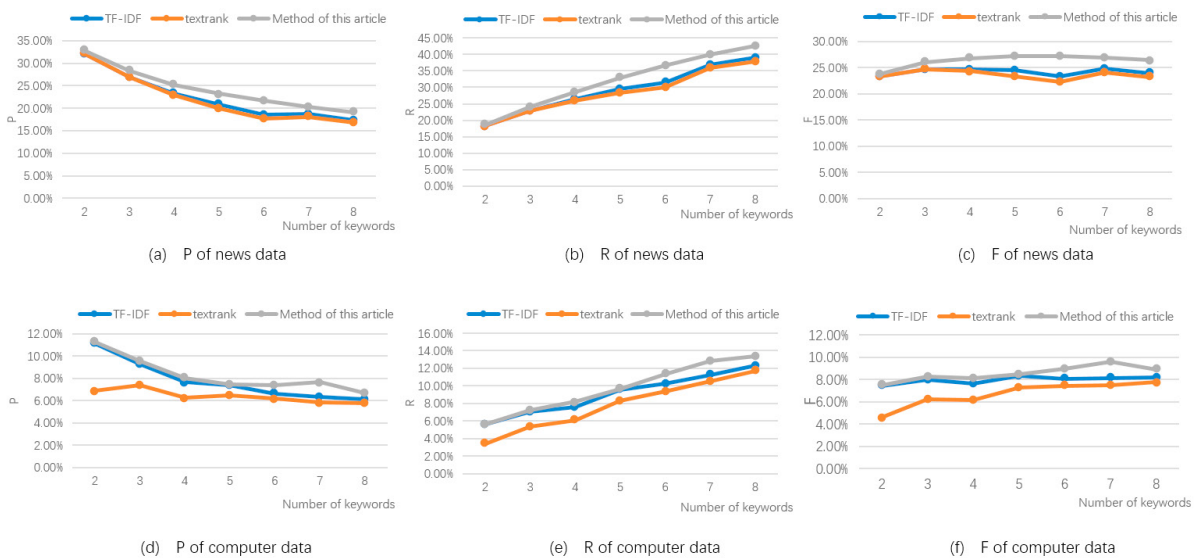 TF-IDF textrank Method of this article
35.00%
30.00%
25.00%
20.00%
15.00%
10.00%
5.00%
0.00%
P
2 3 4 5 6 7 8
Number of keywords
(a) P of news data
TF-IDF textrank Method of this article
45.00%
40.00%
35.00%
30.00%
25.00%
20.00%
15.00%
10.00%
5.00%
0.00%
R
2 3 4 5 6 7 8
Number of keywords
(b) R of news data
TF-IDF textrank Method of this article
30.00%
25.00%
20.00%
15.00%
10.00%
5.00%
0.00%
F
2 3 4 5 6 7 8
Number of keywords
(c) F of news data
TF-IDF textrank Method of this article
12.00%
10.00%
8.00%
6.00%
4.00%
2.00%
0.00%
P
2 3 4 5 6 7 8
Number of keywords
(d) P of computer data
TF-IDF textrank Method of this article
16.00%
14.00%
12.00%
10.00%
8.00%
6.00%
4.00%
2.00%
0.00%
R
2 3 4 5 6 7 8
Number of keywords
(e) R of computer data
TF-IDF textrank Method of this article
12.00%
10.00%
8.00%
6.00%
4.00%
2.00%
0.00%
F
2 3 4 5 6 7 8
Number of keywords
(f) F of computer data